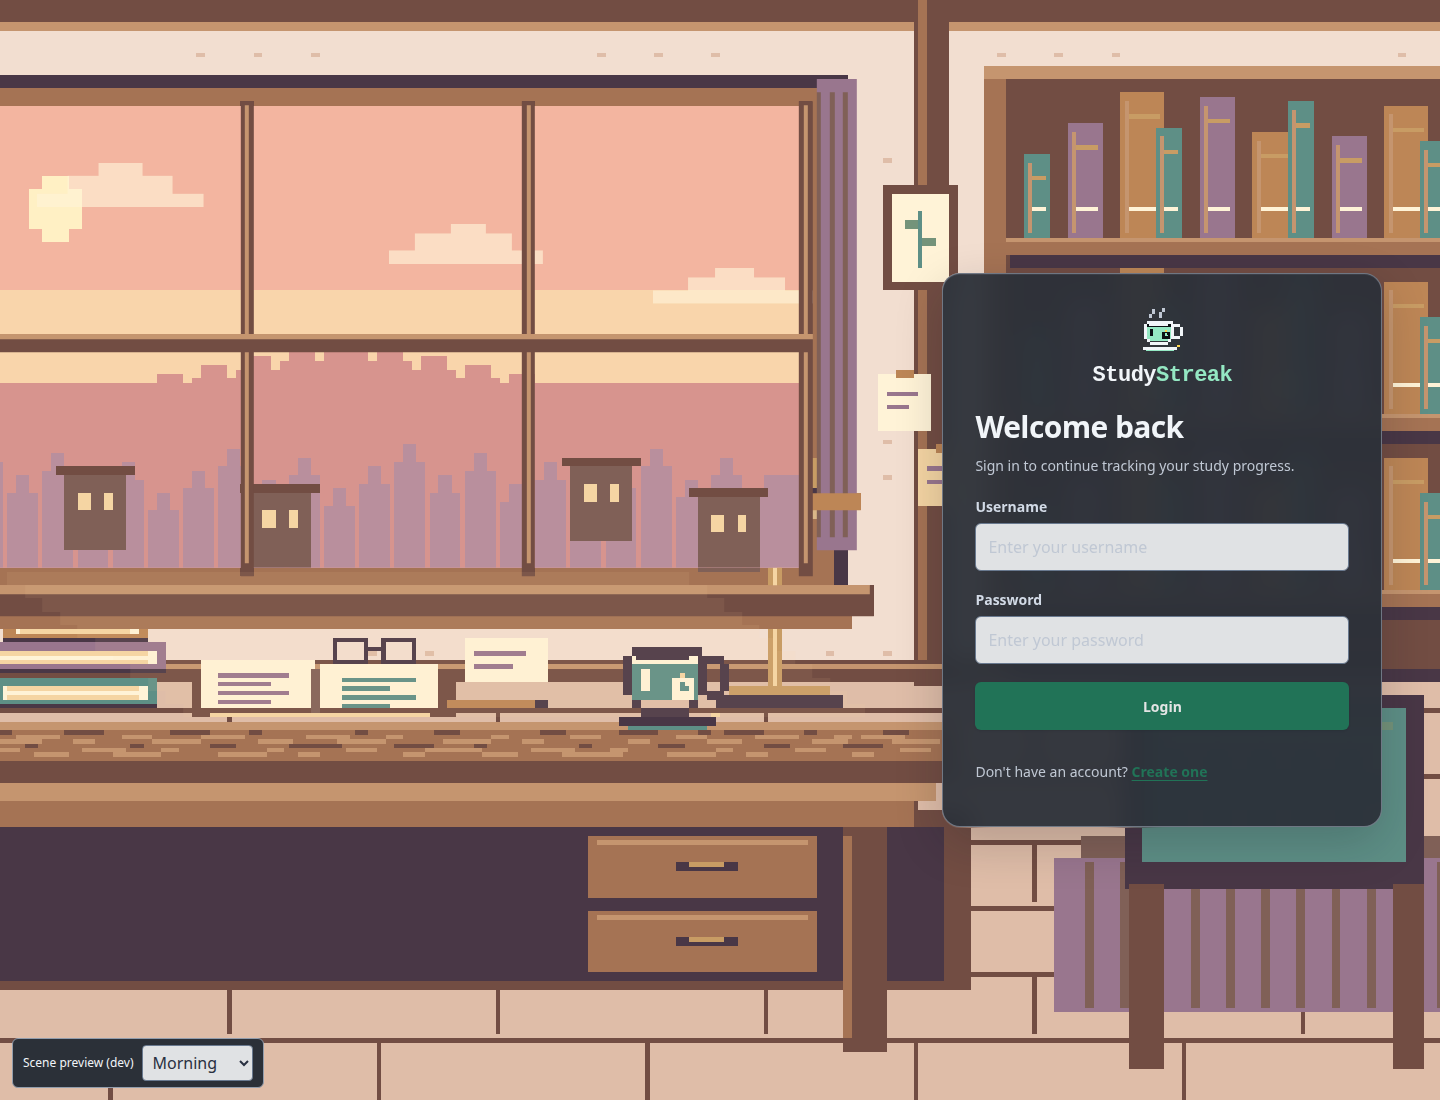 StudyStreak
Welcome back
Sign in to continue tracking your study progress.
Username
Enter your username
Password
Enter your password
Login
Don't have an account? Create one
Scene preview (dev) Morning